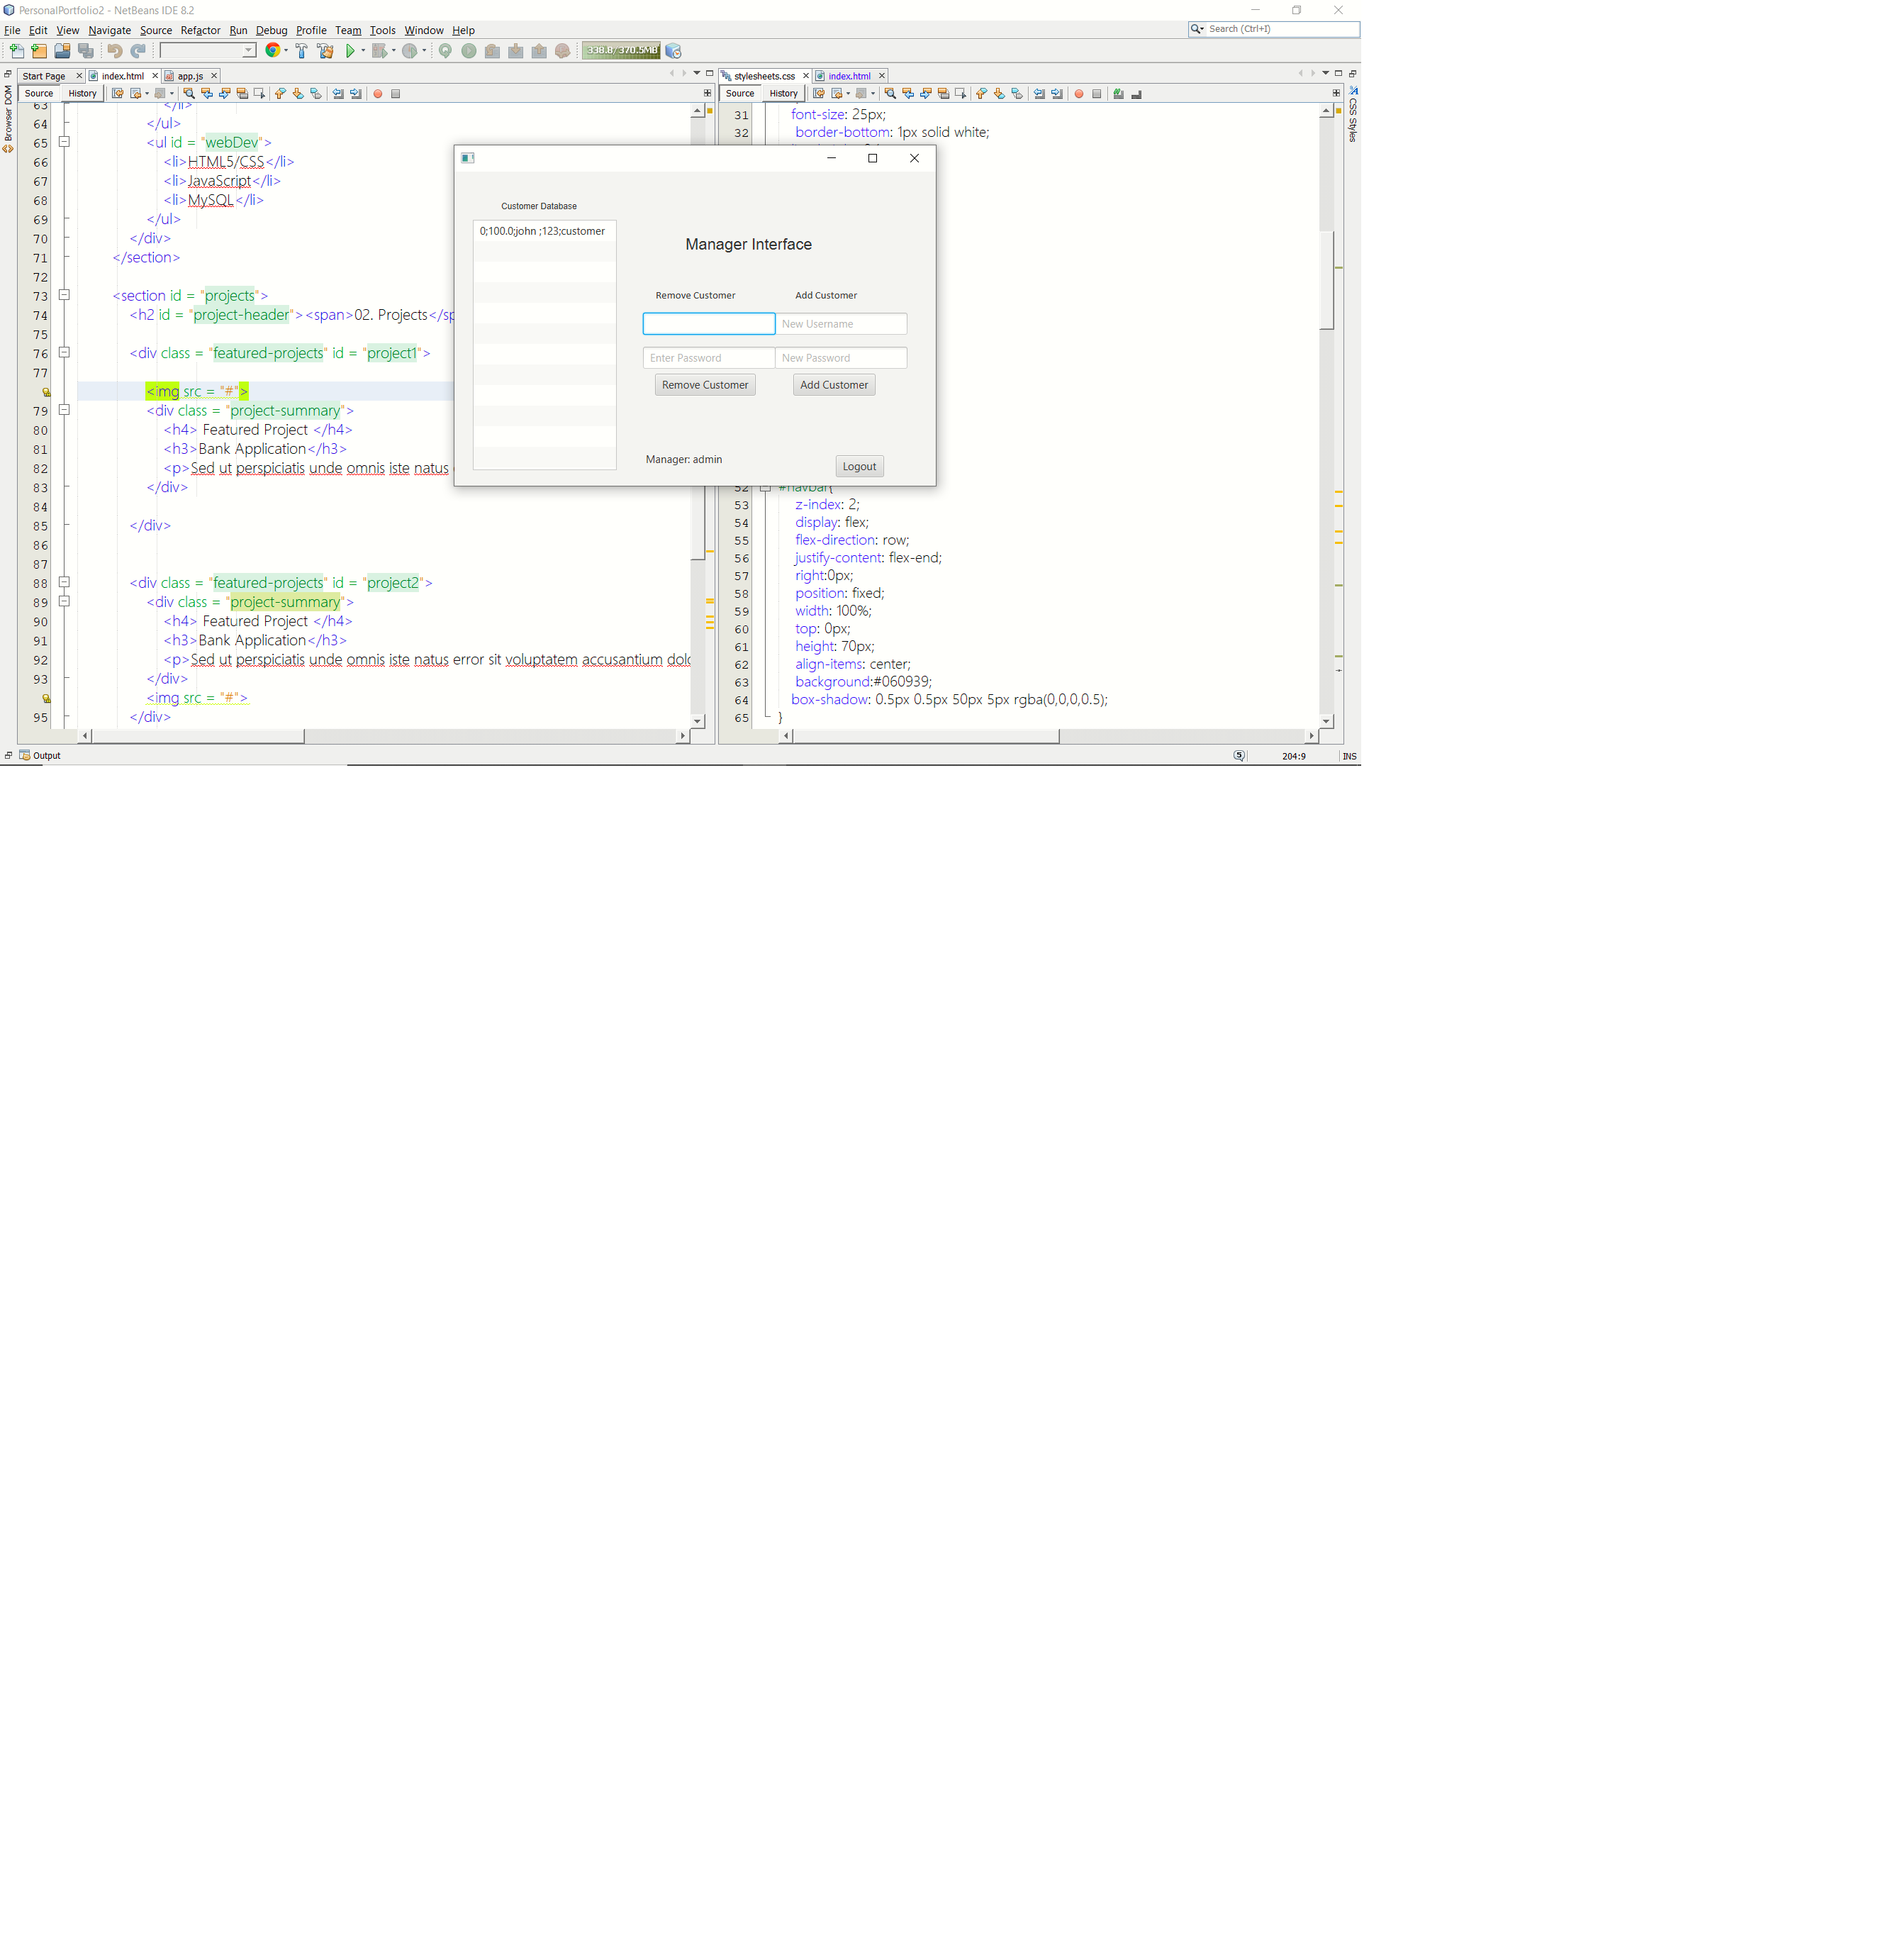 PersonalPortfolio2 - NetBeans IDE 8.2
File Edit View Navigate Source Refactor Run Debug Profile Team Tools Window Help
Search (Ctrl+I)
338.8/370.5MB
Browser DOM
Start Page
index.html
app.js
Source History
63 </li>
64 </ul>
65 <ul id = "webDev">
66 <li>HTML5/CSS</li>
67 <li>JavaScript</li>
68 <li>MySQL</li>
69 </ul>
70 </div>
71 </section>
72
73 <section id = "projects">
74 <h2 id = "project-header"><span>02. Projects</sp
75
76 <div class = "featured-projects" id = "project1">
77
<img src = "#">
79 <div class = "project-summary">
80 <h4> Featured Project </h4>
81 <h3>Bank Application</h3>
82 <p>Sed ut perspiciatis unde omnis iste natus
83 </div>
84
85 </div>
86
87
88 <div class = "featured-projects" id = "project2">
89 <div class = "project-summary">
90 <h4> Featured Project </h4>
91 <h3>Bank Application</h3>
92 <p>Sed ut perspiciatis unde omnis iste natus error sit voluptatem accusantium dolo
93 </div>
<img src = "#">
95 </div>
Customer Database
0;100.0;john ;123;customer
Manager Interface
Remove Customer
Add Customer
New Username
Enter Password
New Password
Remove Customer
Add Customer
Manager: admin
Logout
stylesheets.css
index.html
Source History
31 font-size: 25px;
32 border-bottom: 1px solid white;
52 #navbar{
53 z-index: 2;
54 display: flex;
55 flex-direction: row;
56 justify-content: flex-end;
57 right:0px;
58 position: fixed;
59 width: 100%;
60 top: 0px;
61 height: 70px;
62 align-items: center;
63 background:#060939;
64 box-shadow: 0.5px 0.5px 50px 5px rgba(0,0,0,0.5);
65 }
CSS Styles
Output
5
204:9
INS